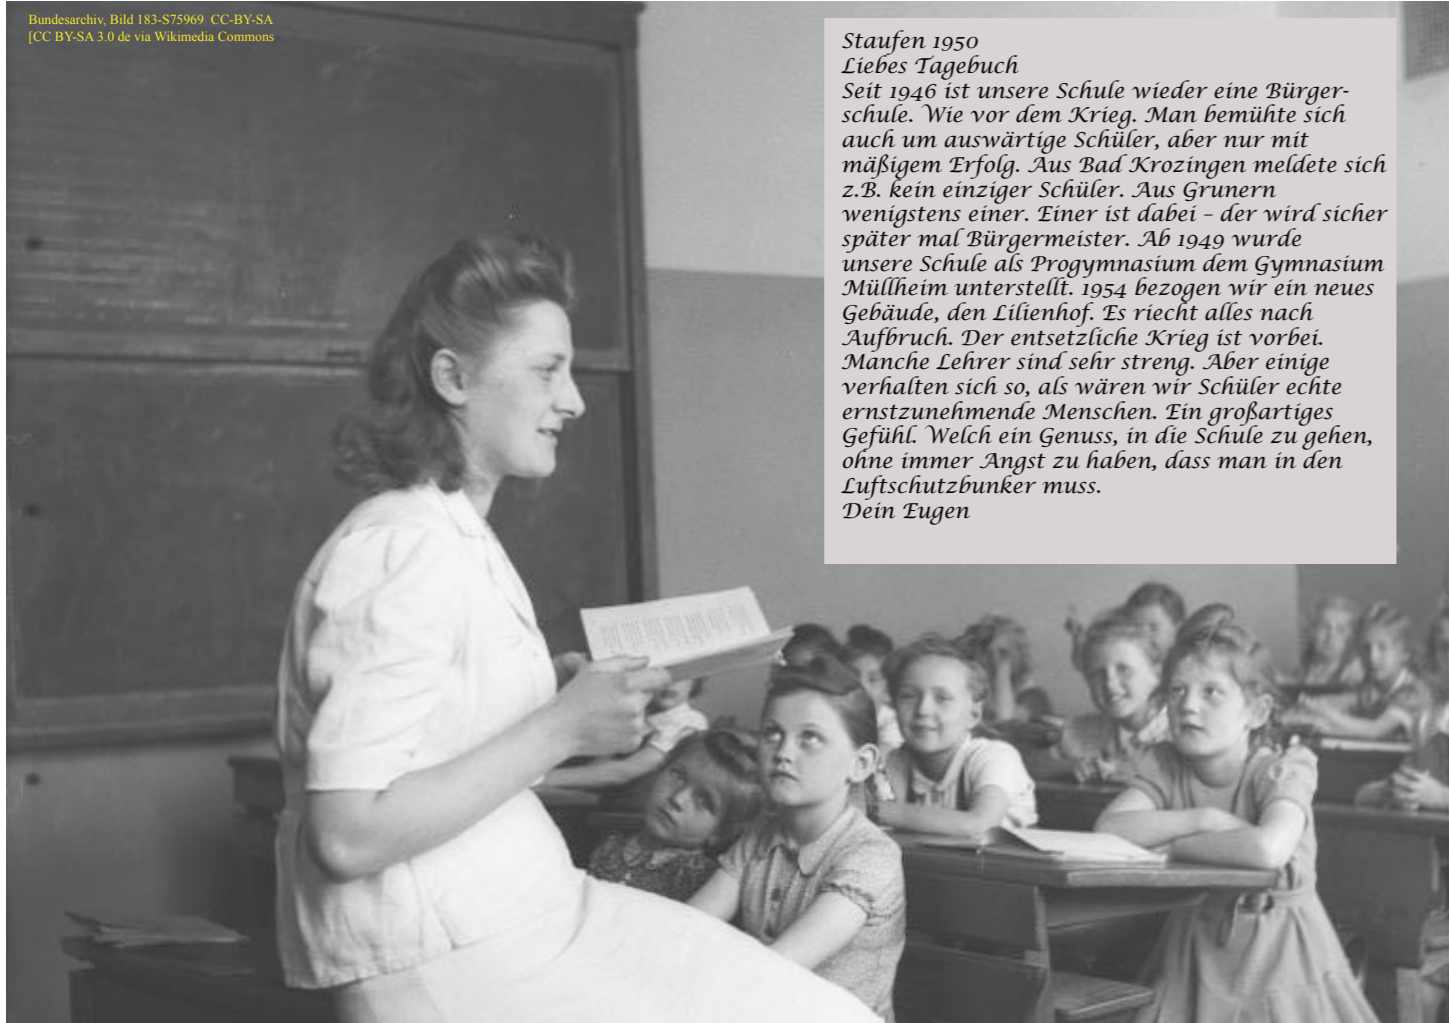 Bundesarchiv, Bild 183-S75969 CC-BY-SA
[CC BY-SA 3.0 de via Wikimedia Commons
Staufen 1950
Liebes Tagebuch
Seit 1946 ist unsere Schule wieder eine Bürger-
schule. Wie vor dem Krieg. Man bemühte sich
auch um auswärtige Schüler, aber nur mit
mäßigem Erfolg. Aus Bad Krozingen meldete sich
z.B. kein einziger Schüler. Aus Grunern
wenigstens einer. Einer ist dabei – der wird sicher
später mal Bürgermeister. Ab 1949 wurde
unsere Schule als Progymnasium dem Gymnasium
Müllheim unterstellt. 1954 bezogen wir ein neues
Gebäude, den Lilienhof. Es riecht alles nach
Aufbruch. Der entsetzliche Krieg ist vorbei.
Manche Lehrer sind sehr streng. Aber einige
verhalten sich so, als wären wir Schüler echte
ernstzunehmende Menschen. Ein großartiges
Gefühl. Welch ein Genuss, in die Schule zu gehen,
ohne immer Angst zu haben, dass man in den
Luftschutzbunker muss.
Dein Eugen